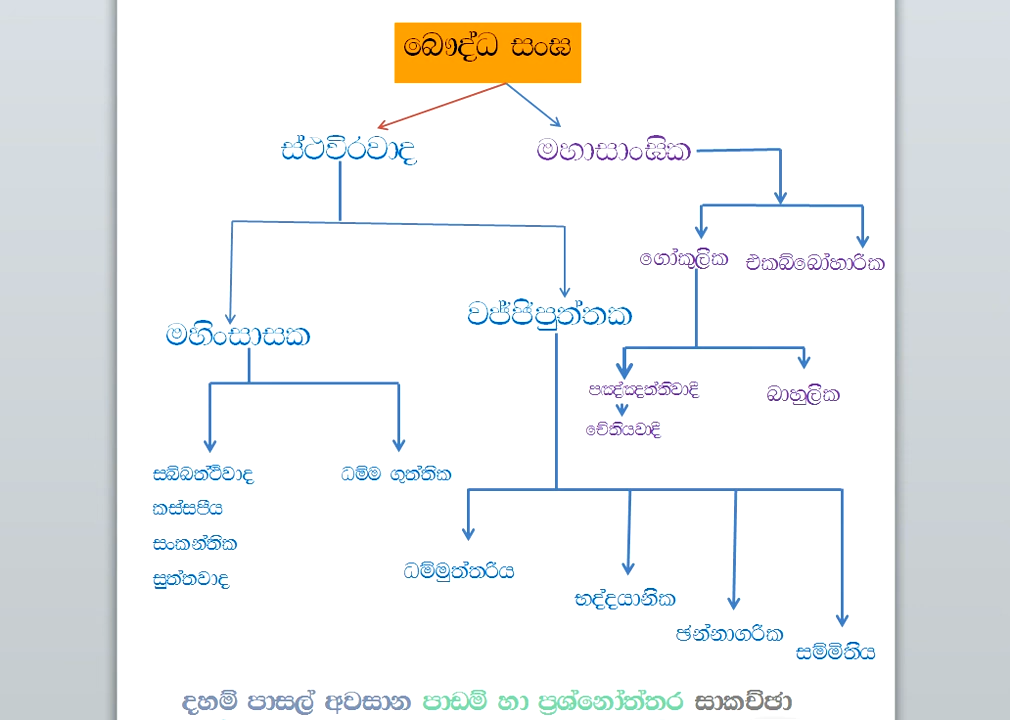 බෞද්ධ සංඝ
ස්ථවිරවාද
මහාසාංඝික
ගෝකුලික
එකබ්බෝහාරික
මහිංසාසක
වජ්ජිපුත්තක
පඤ්ඤත්තිවාදී
චේතියවාදී
බාහුලික
සබ්බත්ථිවාද
කස්සපීය
සංකන්තික
සුත්තවාද
ධම්ම ගුත්තික
ධම්මුත්තරීය
භද්දයානික
ඡන්නාගරික
සම්මිතිය
දහම් පාසල් අවසාන පාඩම් හා ප්‍රශ්නෝත්තර සාකච්ඡා